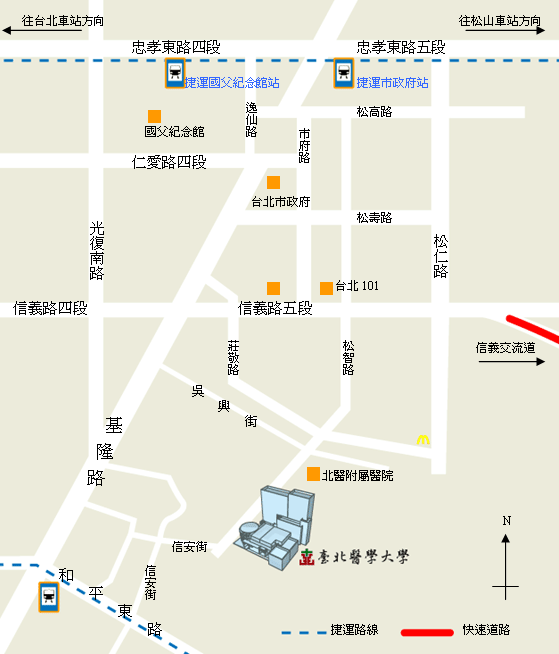 往台北車站方向
往松山車站方向
忠孝東路四段
忠孝東路五段
捷運國父紀念館站
捷運市政府站
逸仙路
松高路
國父紀念館
市府路
仁愛路四段
台北市政府
松壽路
光復南路
松仁路
台北 101
信義路四段
信義路五段
莊敬路
松智路
信義交流道
吳興街
基隆路
北醫附屬醫院
信安街
臺北醫學大學
N
信安街
和平東路
捷運路線
快速道路